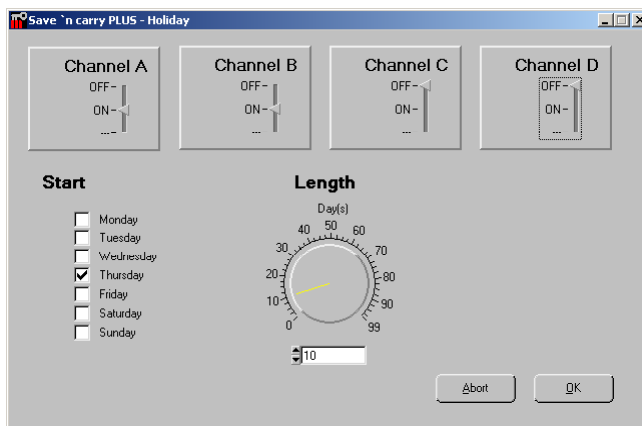 Save `n carry PLUS - Holiday
Channel A
OFF-
ON-
...-
Channel B
OFF-
ON-
...-
Channel C
OFF-
ON-
...-
Channel D
OFF-
ON-
...-
Start
Monday
Tuesday
Wednesday
Thursday
Friday
Saturday
Sunday
Length
Day(s)
0
10
20
30
40
50
60
70
80
90
99
10
Abort
OK